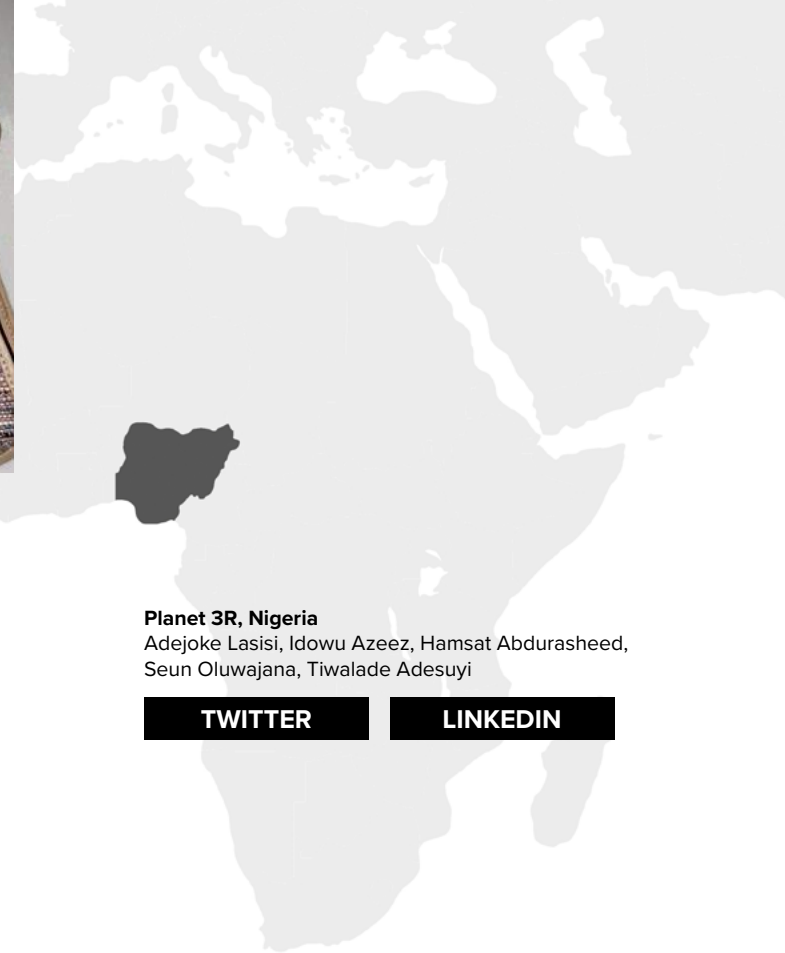 Planet 3R, Nigeria
Adejoke Lasisi, Idowu Azeez, Hamsat Abdurasheed,
Seun Oluwajana, Tiwalade Adesuyi
TWITTER LINKEDIN